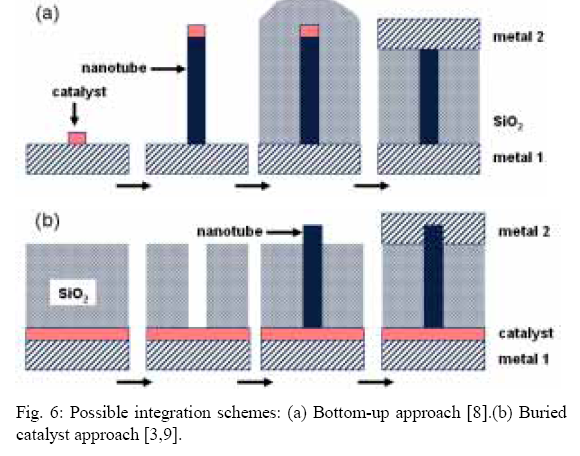 (a)
metal 2
nanotube
catalyst
SiO₂
metal 1
(b)
nanotube
metal 2
SiO₂
catalyst
metal 1
Fig. 6: Possible integration schemes: (a) Bottom-up approach [8].(b) Buried
catalyst approach [3,9].